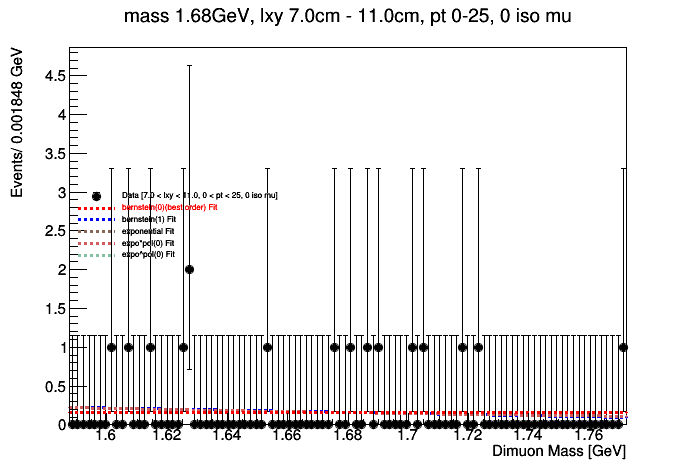 mass 1.68GeV, lxy 7.0cm - 11.0cm, pt 0-25, 0 iso mu
Events/ 0.001848 GeV
4.5
4
3.5
3
2.5
2
1.5
1
0.5
0
Data [7.0 < lxy < 11.0, 0 < pt < 25, 0 iso mu]
bernstein(0)(best order) Fit
bernstein(1) Fit
exponential Fit
expo*pol(0) Fit
expo^pol(0) Fit
1.6 1.62 1.64 1.66 1.68 1.7 1.72 1.74 1.76
Dimuon Mass [GeV]